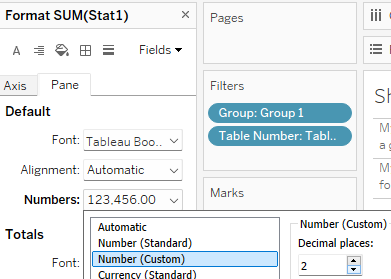 Format SUM(Stat1)
Fields
Axis
Pane
Default
Font: Tableau Boo..
Alignment: Automatic
Numbers: 123,456.00
Automatic
Number (Standard)
Number (Custom)
Currency (Standard)
Totals
Font:
Number (Custom)
Decimal places:
2
Pages
Filters
Group: Group 1
Table Number: Tabl..
Marks
C
Sh
M
a g
M
fo